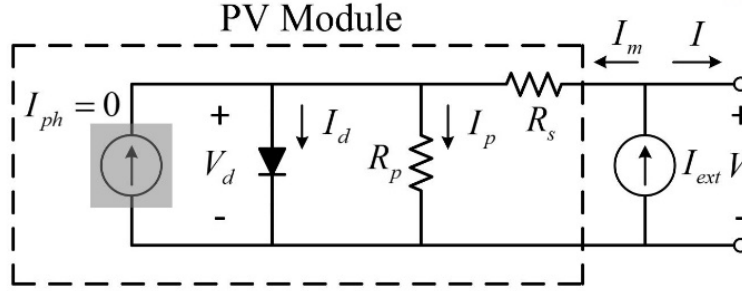 PV Module
I_m I
I_ph = 0
+ I_d I_p R_s +
V_d R_p I_ext V
- -